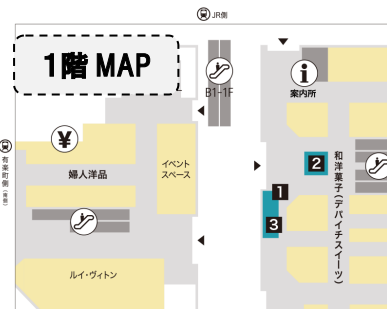 JR側
1階 MAP
B1-1F
案内所
¥
イベント
スペース
有楽町側
婦人洋品
2
和洋菓子(デパイチスイーツ)
1
3
ルイ・ヴィトン